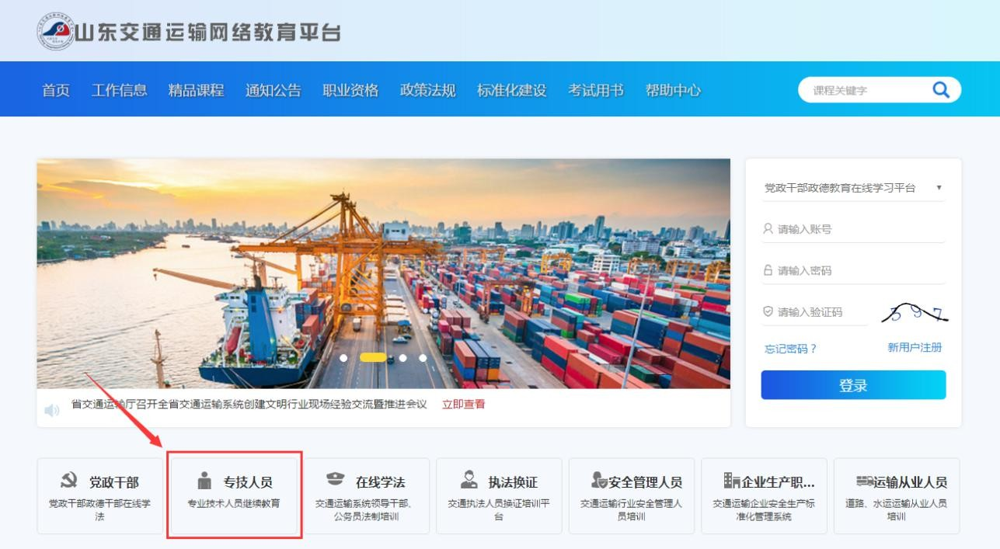 山东交通运输网络教育平台
首页 工作信息 精品课程 通知公告 职业资格 政策法规 标准化建设 考试用书 帮助中心 课程关键字
党政干部政德教育在线学习平台
请输入账号
请输入密码
请输入验证码 397
忘记密码？ 新用户注册
登录
省交通运输厅召开全省交通运输系统创建文明行业现场经验交流暨推进会议 立即查看
党政干部
党政干部政德干部在线学
法
专技人员
专业技术人员继续教育
在线学法
交通运输系统领导干部、
公务员法制培训
执法换证
交通执法人员换证培训平
台
安全管理人员
交通运输行业安全管理人
员培训
企业生产职...
交通运输企业安全生产标
准化管理系统
运输从业人员
道路、水运运输从业人员
培训